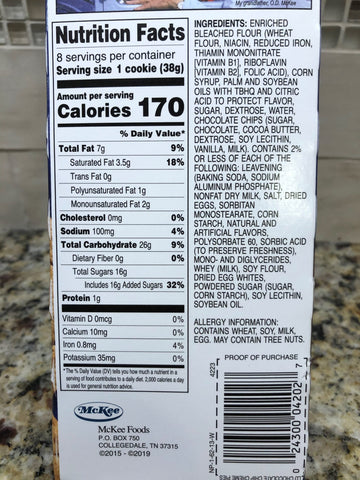 My grandfather, O.D. McKee
Nutrition Facts
8 servings per container
Serving size 1 cookie (38g)
Amount per serving
Calories 170
% Daily Value*
Total Fat 7g 9%
Saturated Fat 3.5g 18%
Trans Fat 0g
Polyunsaturated Fat 1g
Monounsaturated Fat 2g
Cholesterol 0mg 0%
Sodium 100mg 4%
Total Carbohydrate 26g 9%
Dietary Fiber 0g 0%
Total Sugars 16g
Includes 16g Added Sugars 32%
Protein 1g
Vitamin D 0mcg 0%
Calcium 10mg 0%
Iron 0.8mg 4%
Potassium 35mg 0%
*The % Daily Value (DV) tells you how much a nutrient in a
serving of food contributes to a daily diet. 2,000 calories a day
is used for general nutrition advice.
McKee
McKee Foods
P.O. BOX 750
COLLEGEDALE, TN 37315
©2015 - ©2019
INGREDIENTS: ENRICHED
BLEACHED FLOUR (WHEAT
FLOUR, NIACIN, REDUCED IRON,
THIAMIN MONONITRATE
[VITAMIN B1], RIBOFLAVIN
[VITAMIN B2], FOLIC ACID), CORN
SYRUP, PALM AND SOYBEAN
OILS WITH TBHQ AND CITRIC
ACID TO PROTECT FLAVOR,
SUGAR, DEXTROSE, WATER,
CHOCOLATE CHIPS (SUGAR,
CHOCOLATE, COCOA BUTTER,
DEXTROSE, SOY LECITHIN,
VANILLA, MILK). CONTAINS 2%
OR LESS OF EACH OF THE
FOLLOWING: LEAVENING
(BAKING SODA, SODIUM
ALUMINUM PHOSPHATE),
NONFAT DRY MILK, SALT, DRIED
EGGS, SORBITAN
MONOSTEARATE, CORN
STARCH, NATURAL AND
ARTIFICIAL FLAVORS,
POLYSORBATE 60, SORBIC ACID
(TO PRESERVE FRESHNESS),
MONO- AND DIGLYCERIDES,
WHEY (MILK), SOY FLOUR,
DRIED EGG WHITES,
POWDERED SUGAR (SUGAR,
CORN STARCH), SOY LECITHIN,
SOYBEAN OIL.
ALLERGY INFORMATION:
CONTAINS WHEAT, SOY, MILK,
EGG. MAY CONTAIN TREE NUTS.
PROOF OF PURCHASE
4223
NP-1-62-13-W
0 24300 04202 7
CHOCOLATE CHIP CREME PIES